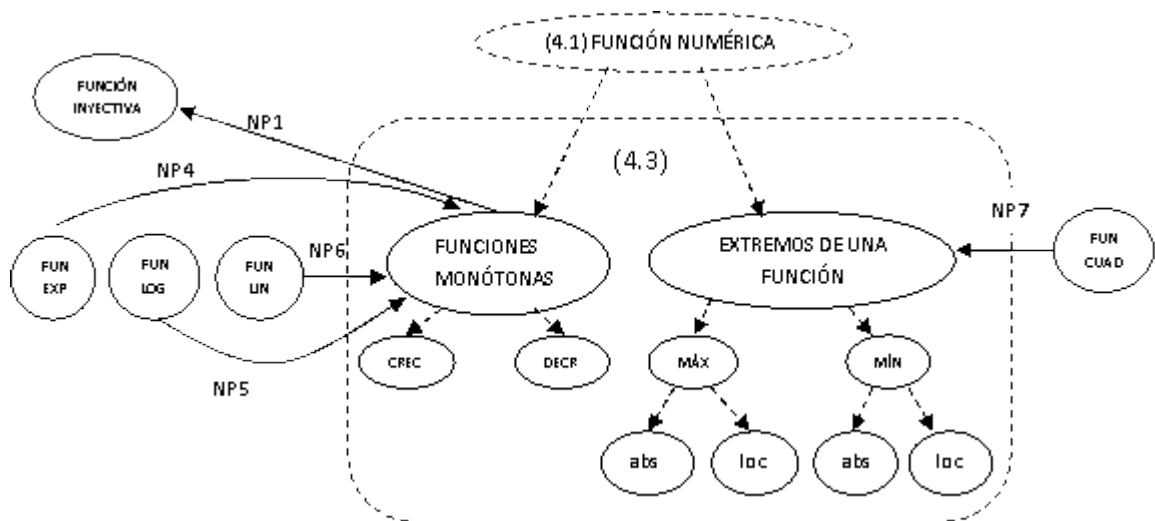 (4.1) FUNCIÓN NUMÉRICA
FUNCIÓN
INYECTIVA
NP1
(4.3)
NP4
NP7
FUN
EXP
FUN
LOG
FUN
LIN
NP6
FUNCIONES
MONÓTONAS
EXTREMOS DE UNA
FUNCIÓN
FUN
CUAD
CREC
DECR
MÁX
MÍN
NP5
abs
loc
abs
loc